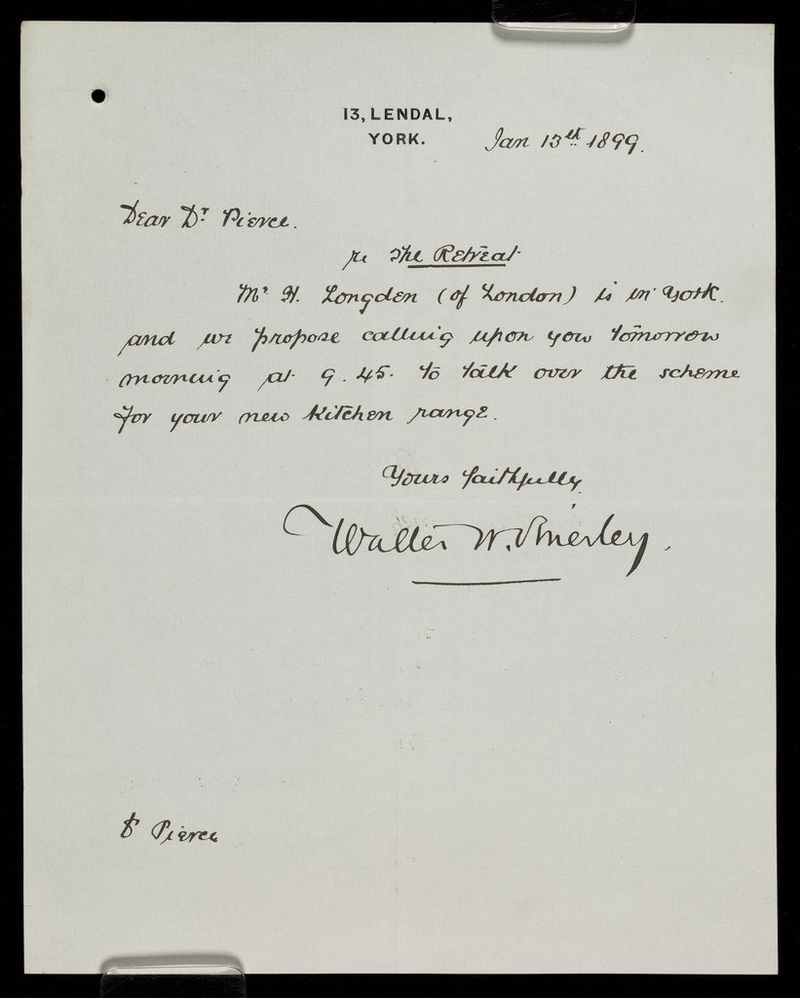 13, LENDAL,
YORK.
Jan 13th 1899.
Dear Dr Pierce.
re The Retreat
Mr H. Longden (of London) is in York.
and we propose calling upon you tomorrow
morning at 9.45. to talk over the scheme
for your new kitchen range.
Yours faithfully
Walter H. Brierley.
Dr Pierce